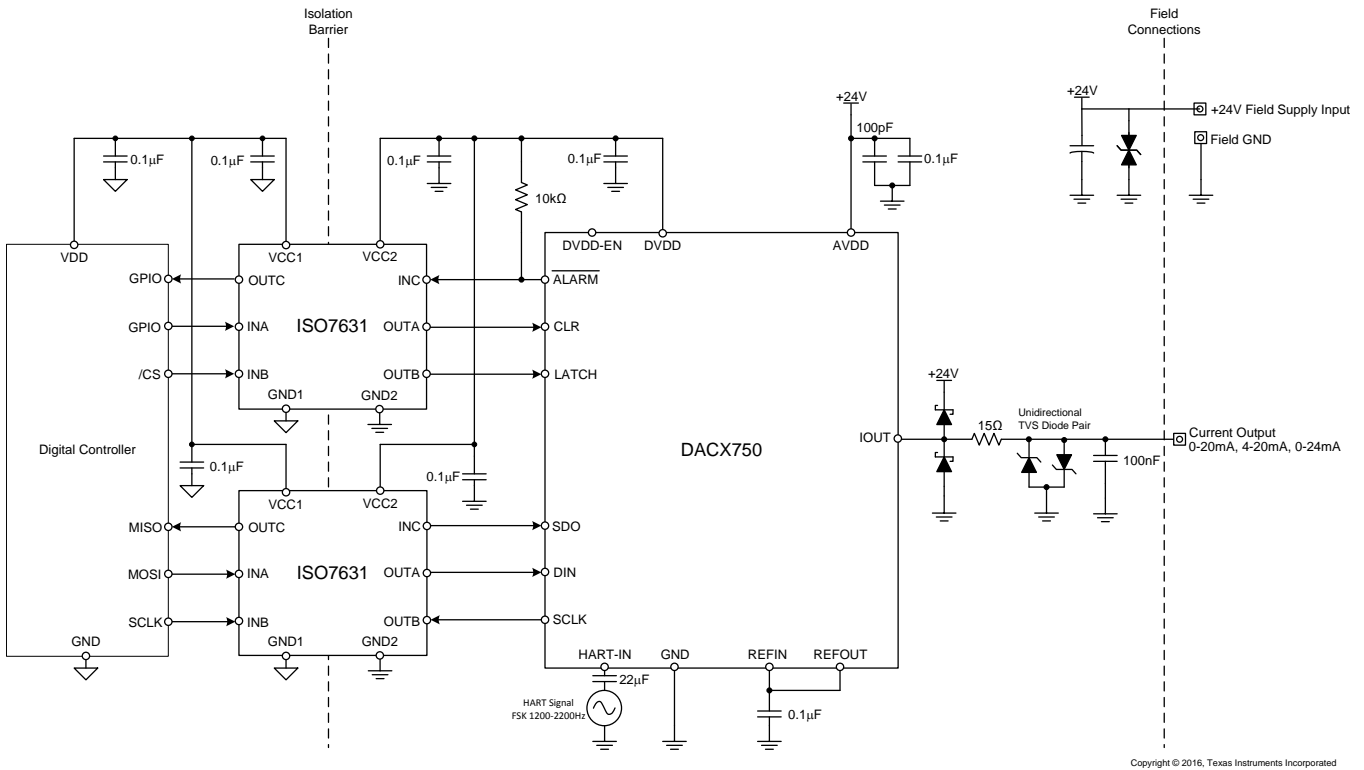 Isolation
Barrier
Field
Connections
+24V
+24V
+24V Field Supply Input
Field GND
100pF
0.1μF
0.1μF
0.1μF
0.1μF
0.1μF
10kΩ
VDD
VCC1
VCC2
DVDD-EN
DVDD
AVDD
GPIO
OUTC
INC
ALARM
GPIO
INA
ISO7631
OUTA
CLR
/CS
INB
OUTB
LATCH
GND1
GND2
+24V
Unidirectional
TVS Diode Pair
15Ω
IOUT
Current Output
0-20mA, 4-20mA, 0-24mA
100nF
Digital Controller
DACX750
0.1μF
0.1μF
VCC1
VCC2
MISO
OUTC
INC
SDO
MOSI
INA
ISO7631
OUTA
DIN
SCLK
INB
OUTB
SCLK
GND
GND1
GND2
HART-IN
GND
REFIN
REFOUT
22μF
HART Signal
FSK 1200-2200Hz
0.1μF
Copyright © 2016, Texas Instruments Incorporated